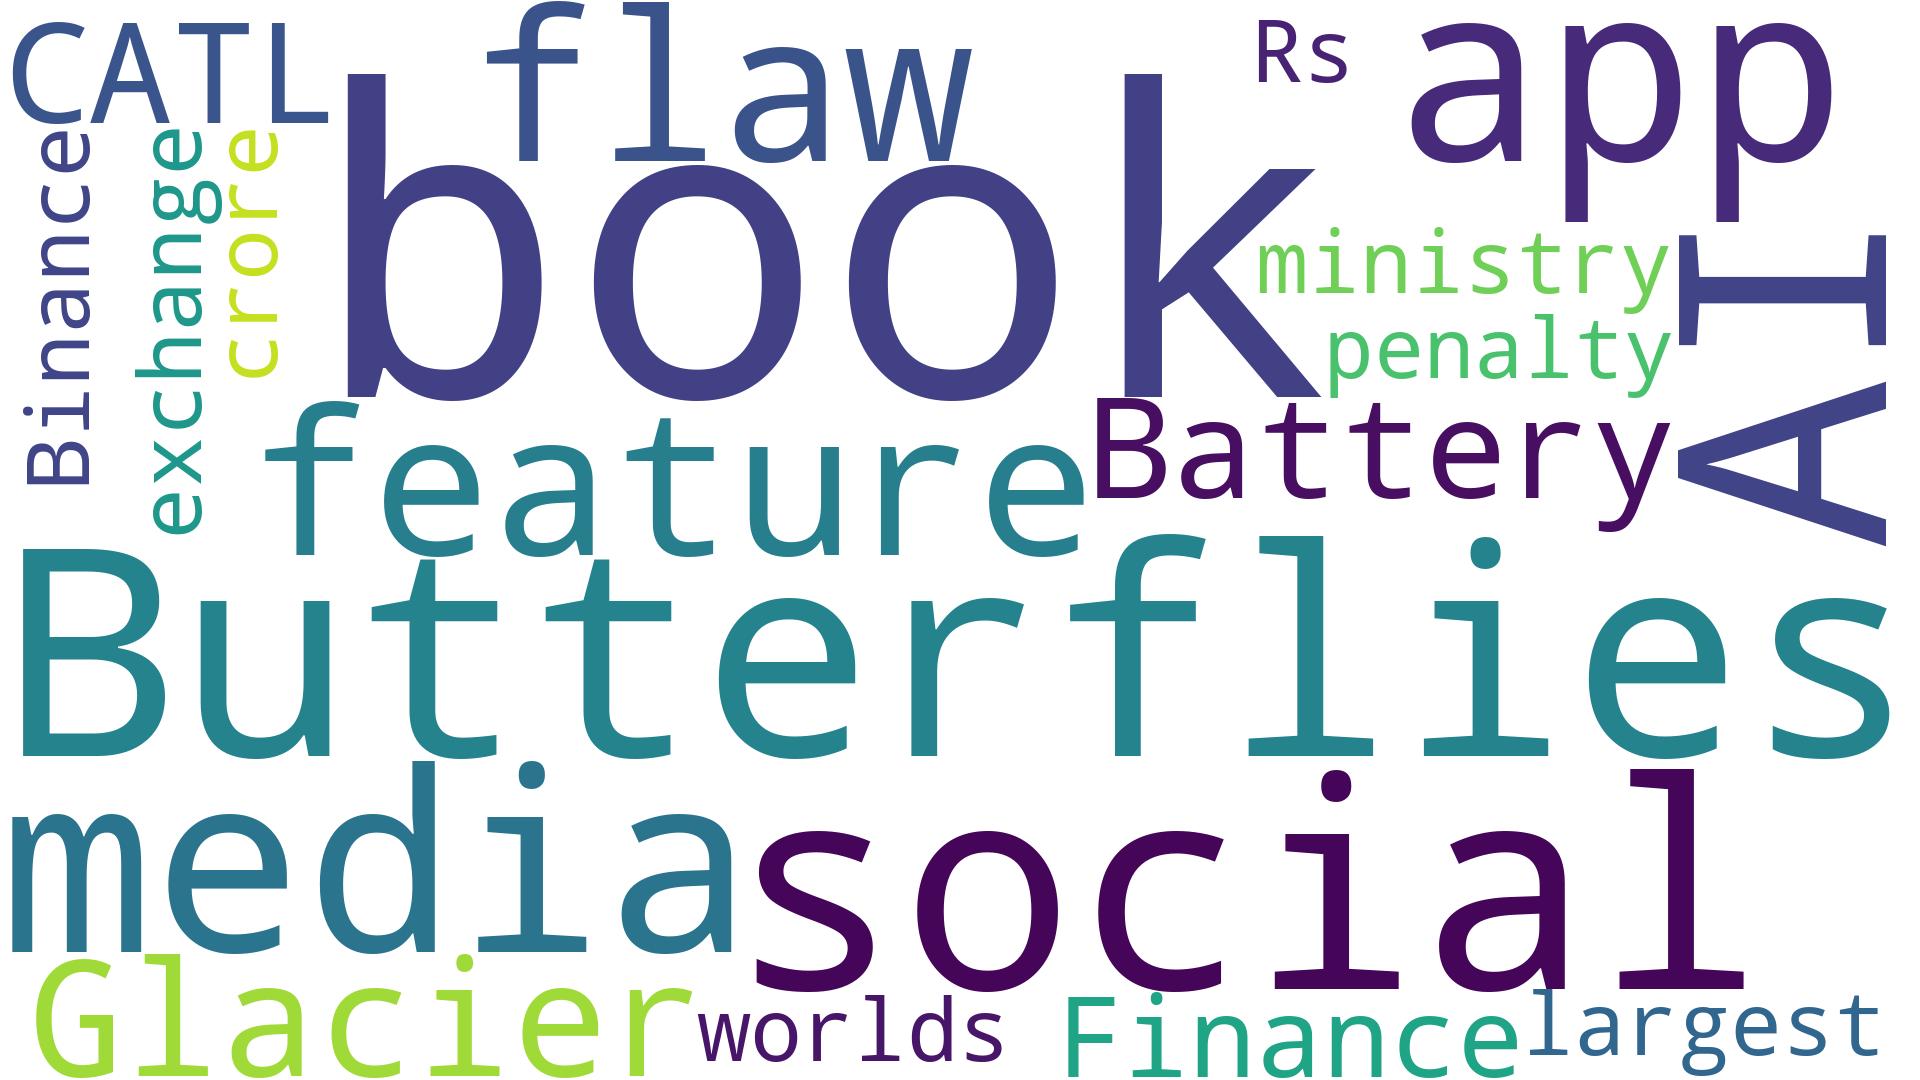 CATL
flaw
Rs
app
Binance
exchange
crore
book
ministry
penalty
AI
feature
Battery
Butterflies
media
social
Glacier
worlds
Finance
largest